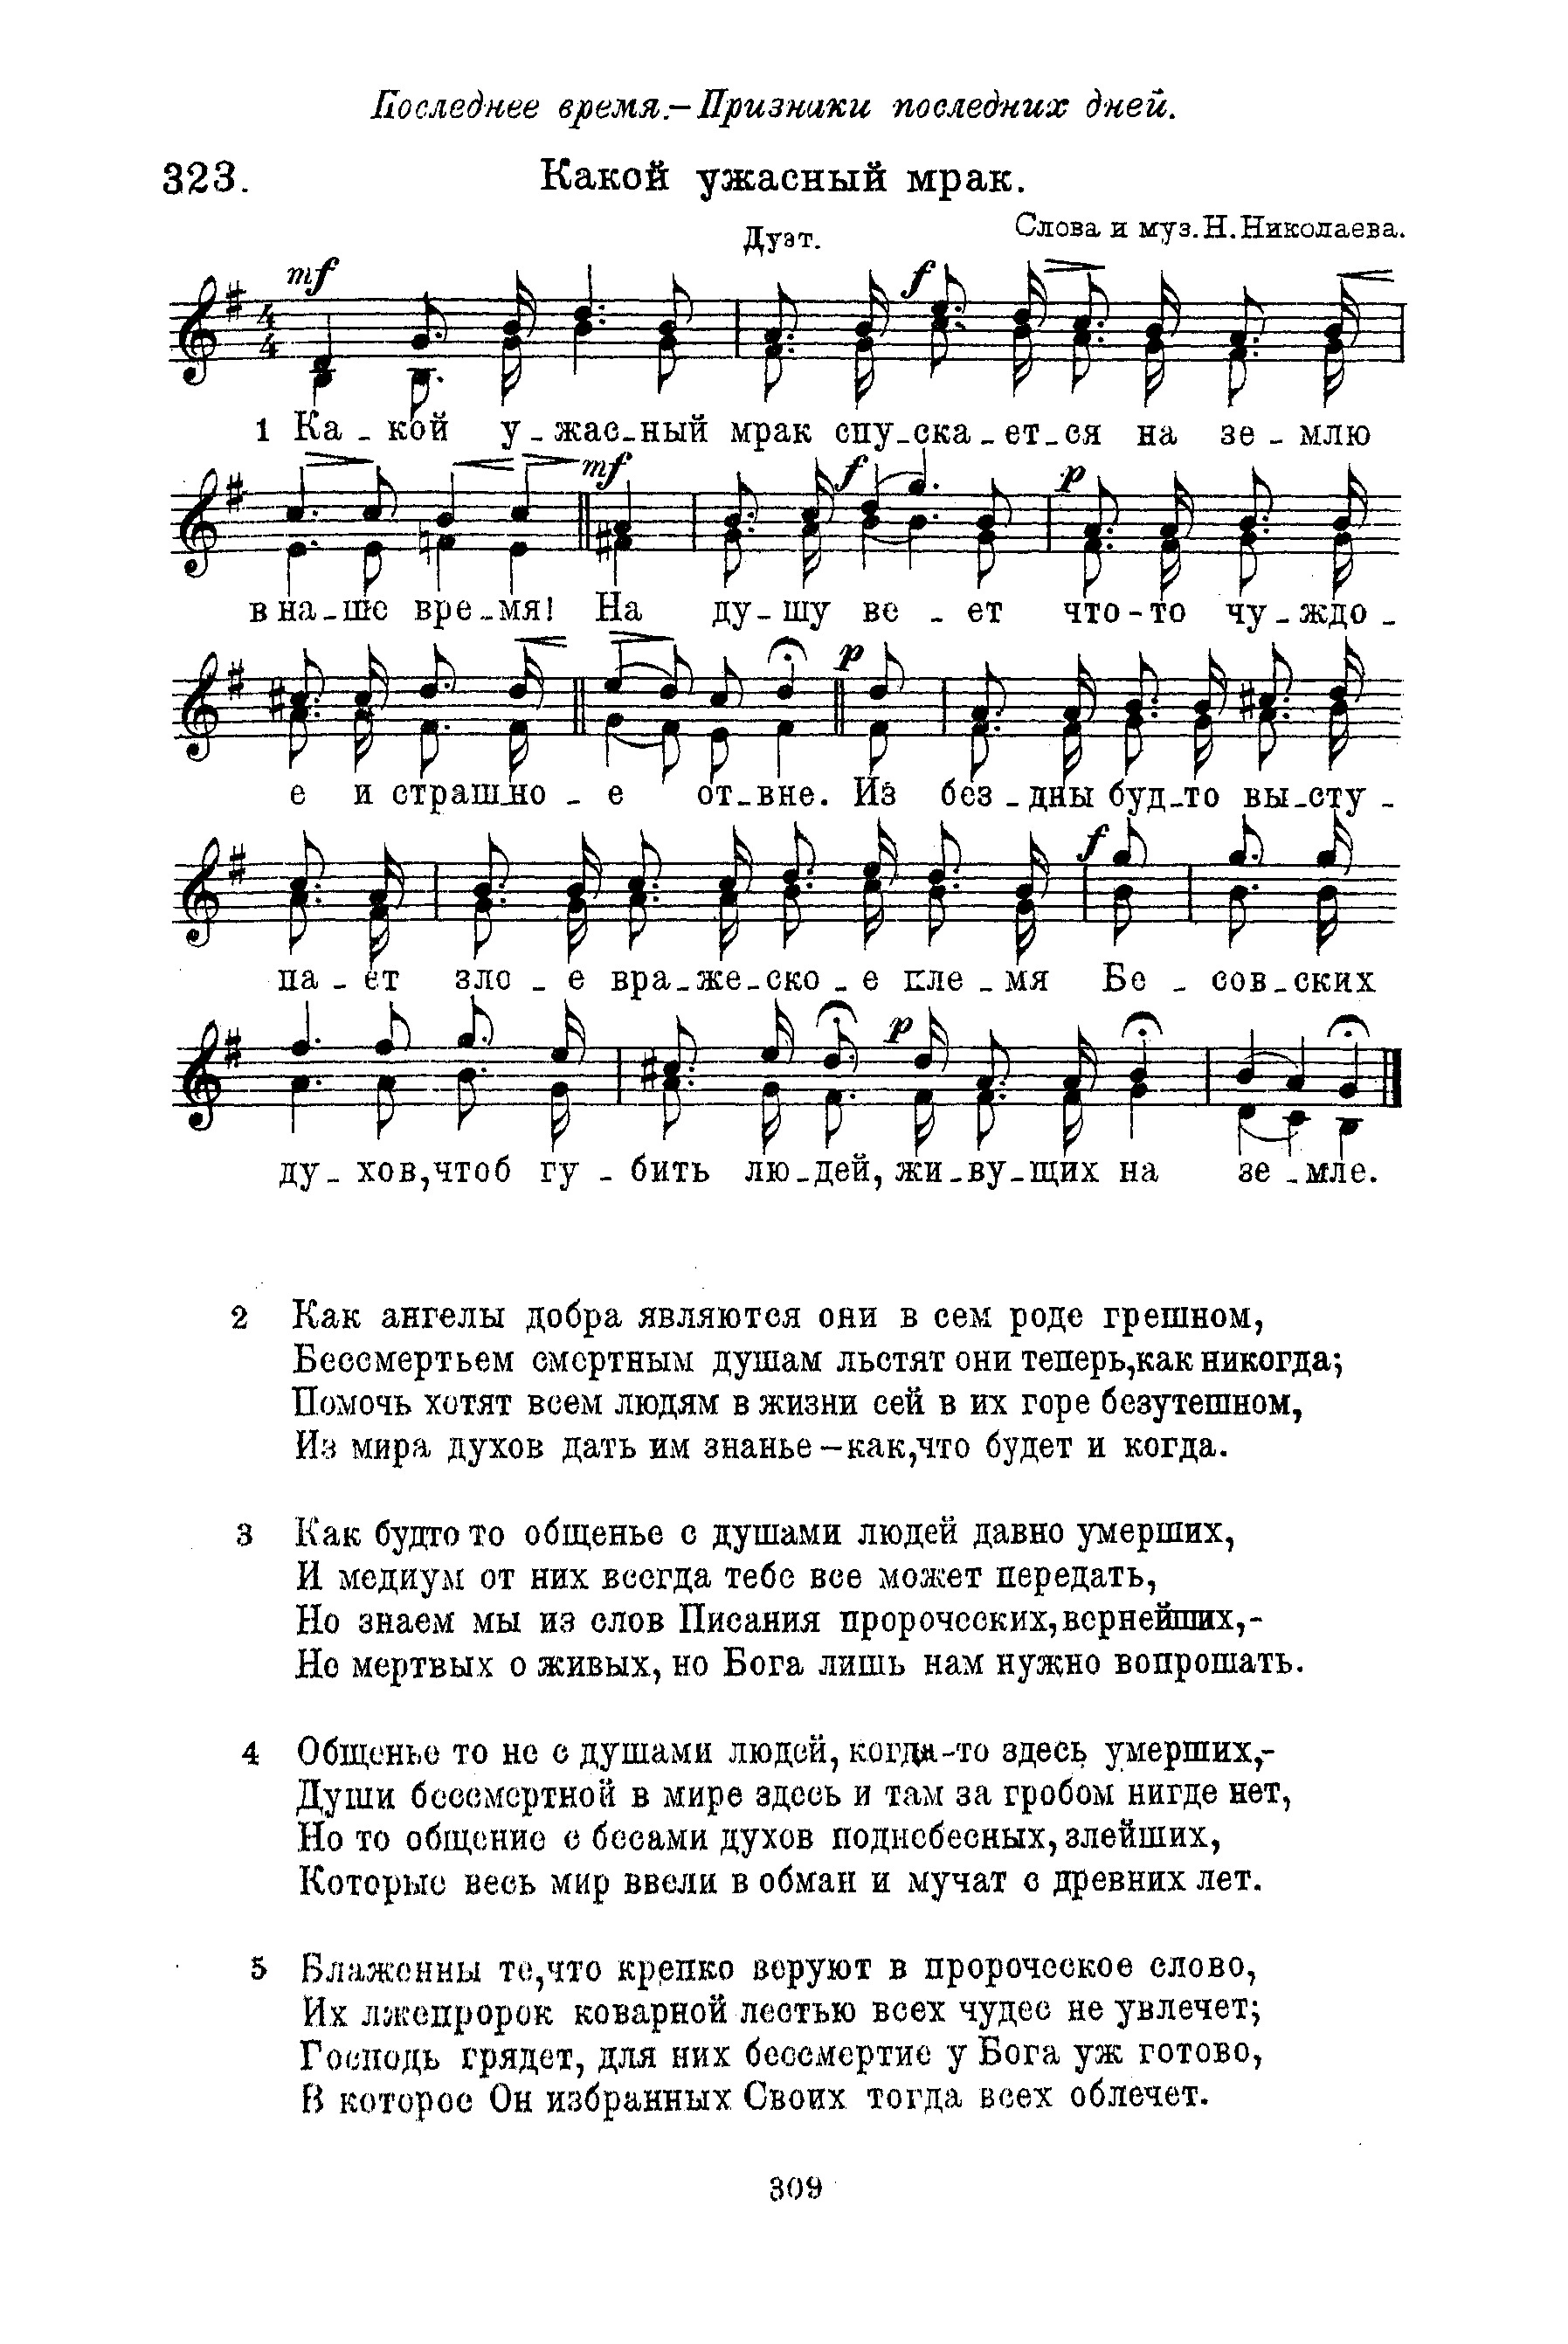 Последнее время.–Признаки последних дней.
323. Какой ужасный мрак.
Слова и муз. Н. Николаева.
Дуэт.
mf f
4
4
1 Ка - кой у - жас-ный мрак спу-ска-ет-ся на зе - млю
mf f p
в на-ше вре-мя! На ду-шу ве - ет что-то чу-ждо -
p
е и страш-но - е от-вне. Из без-дны буд-то вы-сту -
f
па - ет зло - е вра-же-ско - е пле - мя Бе - сов-ских
p
ду - хов, чтоб гу - бить лю-дей, жи-ву-щих на зе - мле.
2 Как ангелы добра являются они в сем роде грешном,
Бессмертьем смертным душам льстят они теперь, как никогда;
Помочь хотят всем людям в жизни сей в их горе безутешном,
Из мира духов дать им знанье – как, что будет и когда.
3 Как будто то общенье с душами людей давно умерших,
И медиум от них всегда тебе все может передать,
Но знаем мы из слов Писания пророческих, вернейших,-
Не мертвых о живых, но Бога лишь нам нужно вопрошать.
4 Общенье то не с душами людей, когда-то здесь умерших,-
Души бессмертной в мире здесь и там за гробом нигде нет,
Но то общение с бесами духов поднебесных, злейших,
Которые весь мир ввели в обман и мучат с древних лет.
5 Блаженны те, что крепко веруют в пророческое слово,
Их лжепророк коварной лестью всех чудес не увлечет;
Господь грядет, для них бессмертие у Бога уж готово,
В которое Он избранных Своих тогда всех облечет.
309